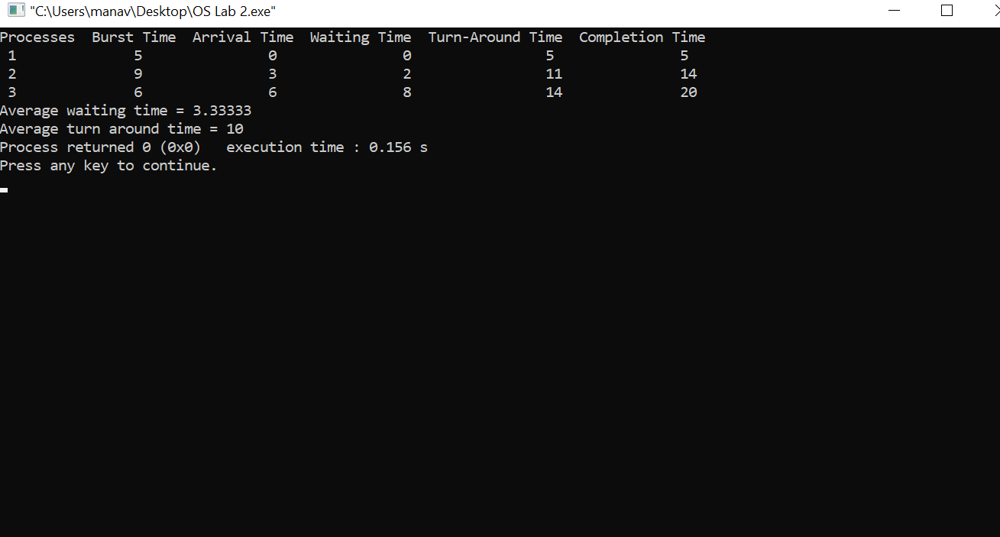 "C:\Users\manav\Desktop\OS Lab 2.exe"
Processes  Burst Time  Arrival Time  Waiting Time  Turn-Around Time  Completion Time
 1              5               0               0                5               5
 2              9               3               2                11              14
 3              6               6               8                14              20
Average waiting time = 3.33333
Average turn around time = 10
Process returned 0 (0x0)   execution time : 0.156 s
Press any key to continue.